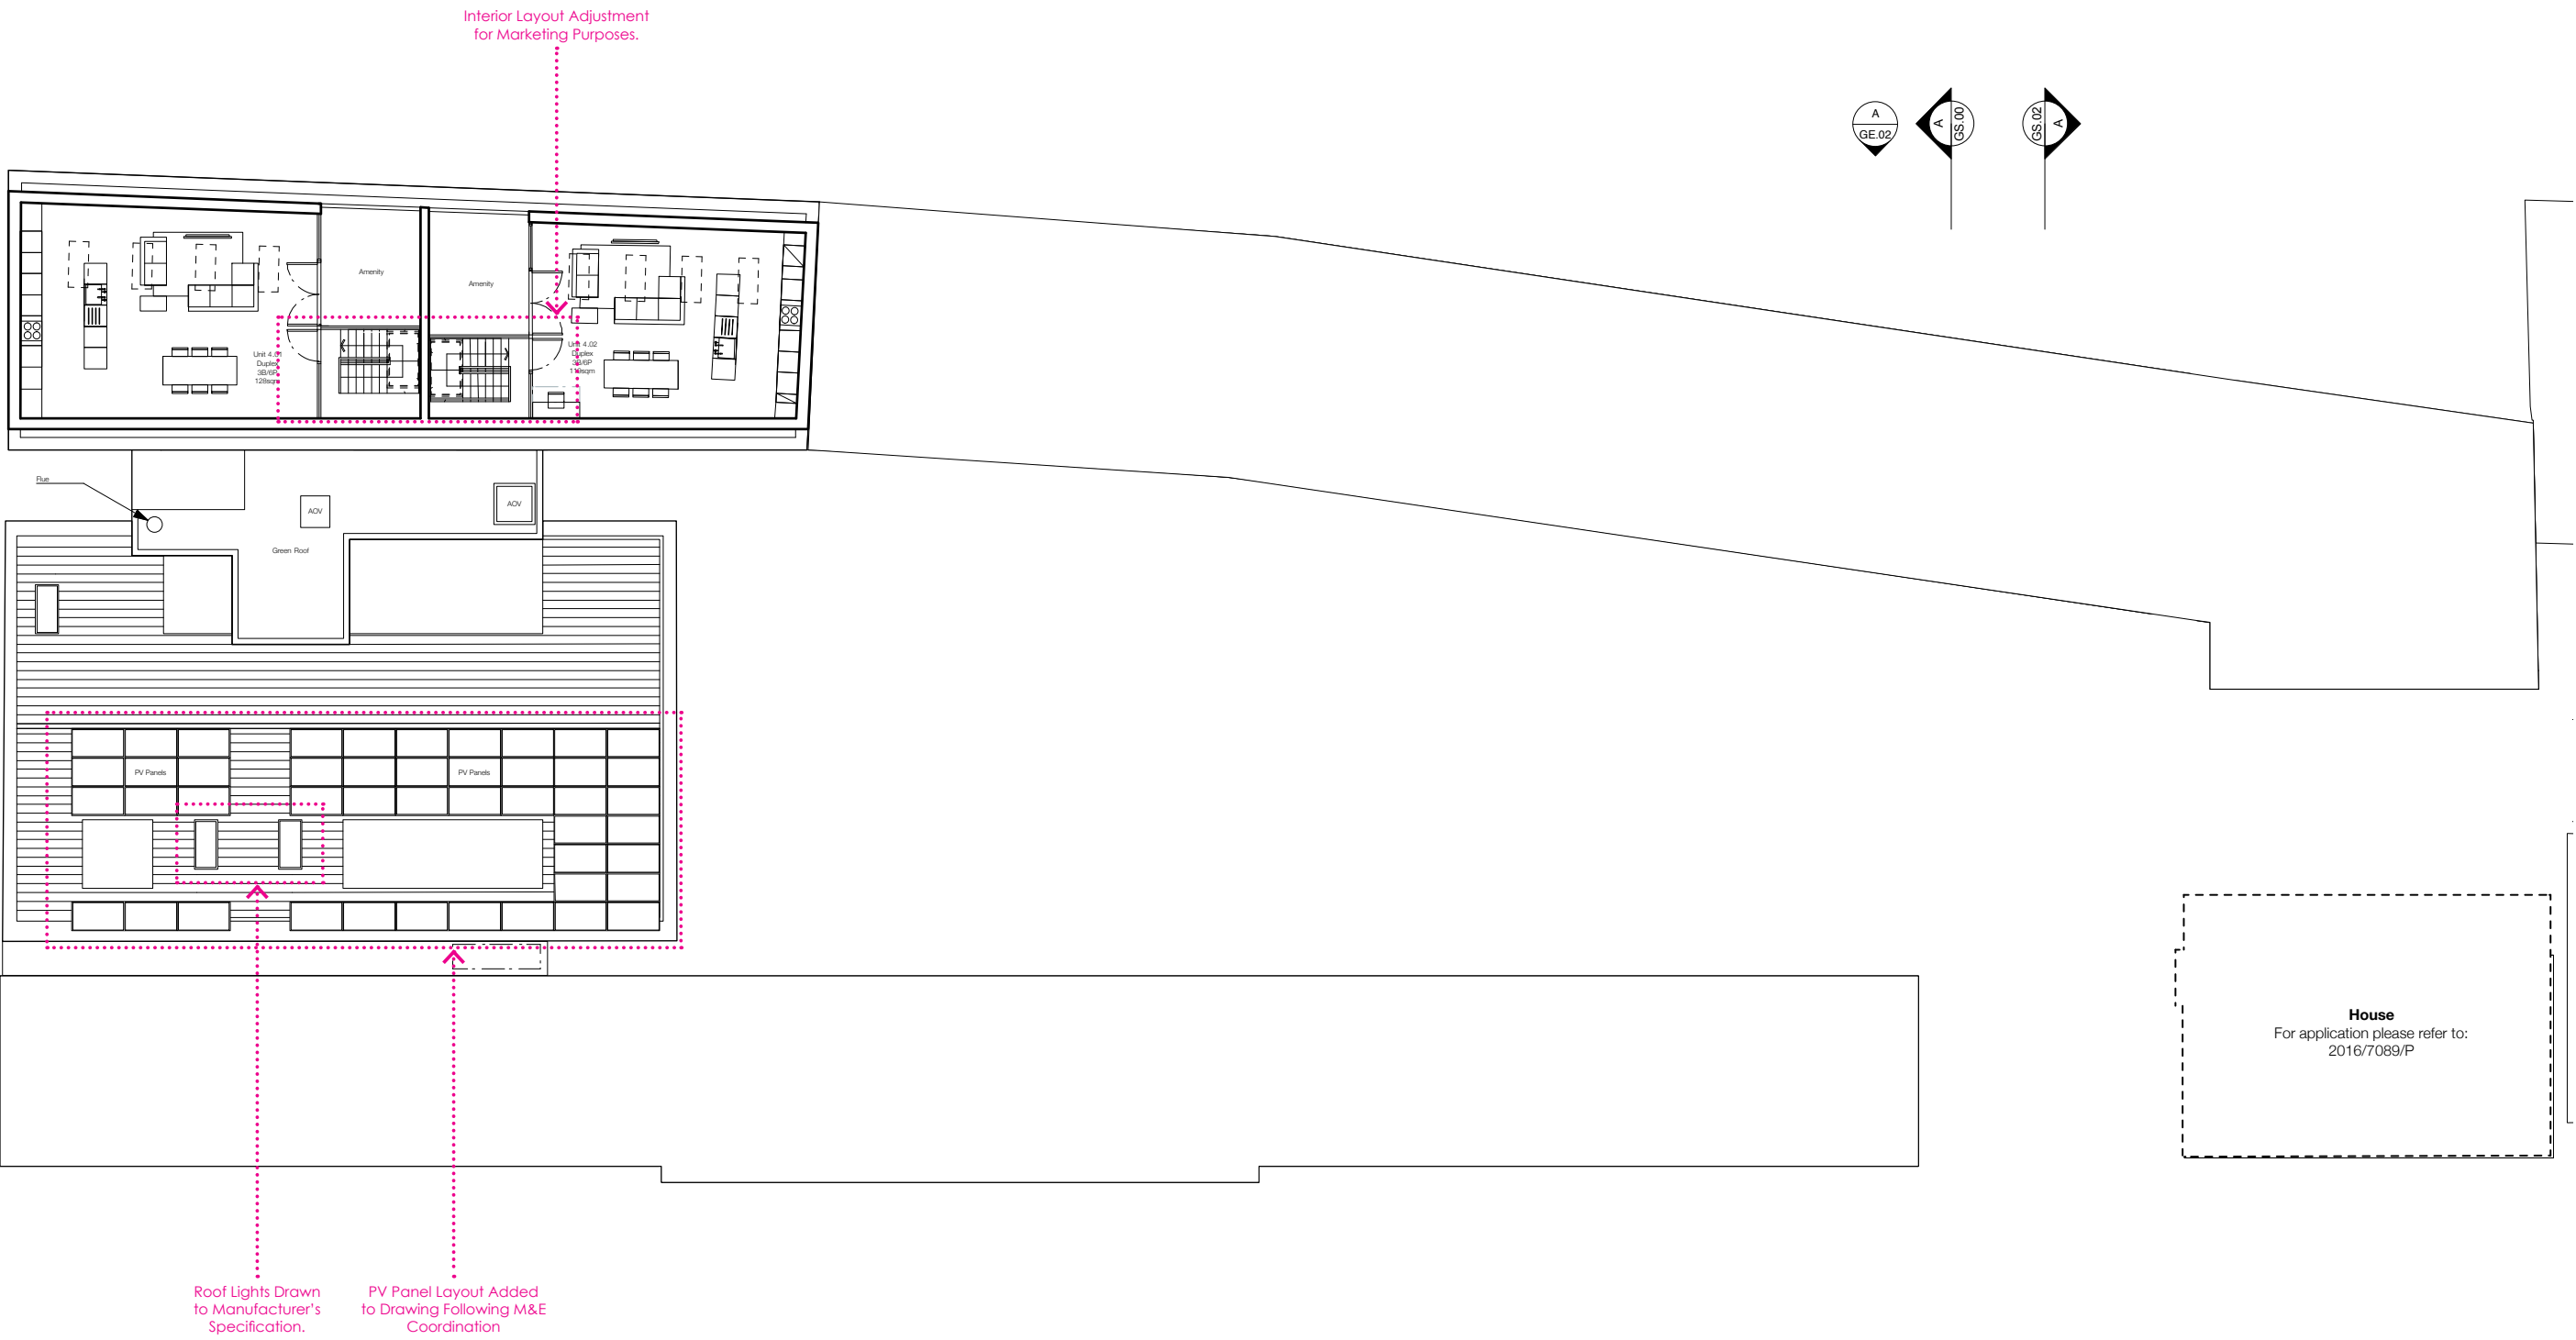 Interior Layout Adjustment
for Marketing Purposes.
A
GE.02
A
GS.00
GS.02
A
Amenity
Amenity
Unit 4.01
Duplex
3B/6P
128sqm
Unit 4.02
Duplex
3B/6P
Flue
AOV
AOV
Green Roof
PV Panels
PV Panels
House
For application please refer to:
2016/7089/P
Roof Lights Drawn
to Manufacturer's
Specification.
PV Panel Layout Added
to Drawing Following M&E
Coordination